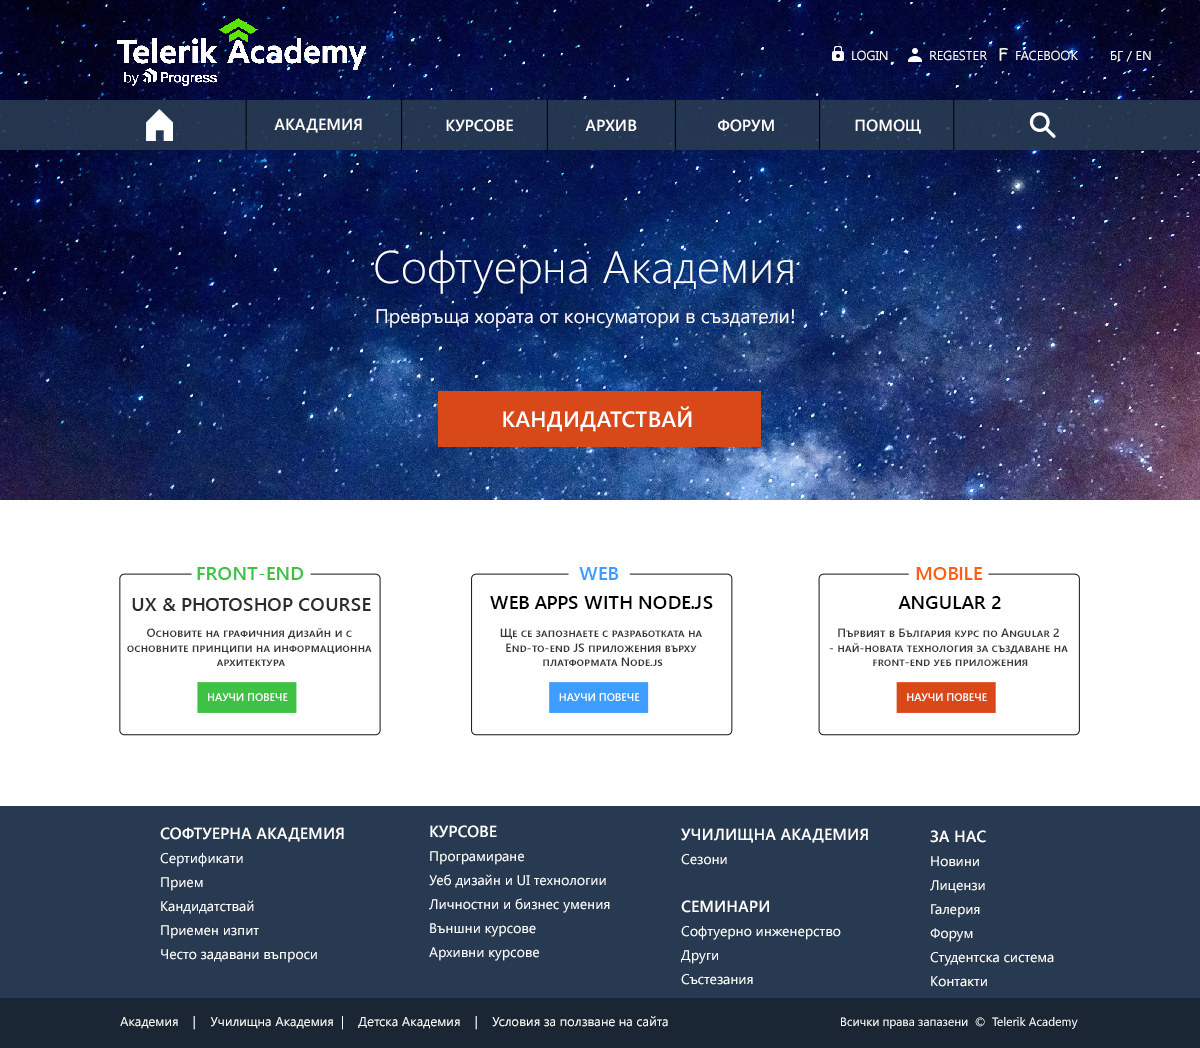 Telerik Academy
by Progress
LOGIN REGESTER F FACEBOOK БГ / EN
АКАДЕМИЯ КУРСОВЕ АРХИВ ФОРУМ ПОМОЩ
Софтуерна Академия
Превръща хората от консуматори в създатели!
КАНДИДАТСТВАЙ
FRONT-END
UX & PHOTOSHOP COURSE
Основите на графичния дизайн и с
основните принципи на информационна
архитектура
НАУЧИ ПОВЕЧЕ
WEB
WEB APPS WITH NODE.JS
Ще се запознаете с разработката на
End-to-end JS приложения върху
платформата Node.js
НАУЧИ ПОВЕЧЕ
MOBILE
ANGULAR 2
Първият в България курс по Angular 2
- най-новата технология за създаване на
front-end уеб приложения
НАУЧИ ПОВЕЧЕ
СОФТУЕРНА АКАДЕМИЯ
Сертификати
Прием
Кандидатствай
Приемен изпит
Често задавани въпроси
КУРСОВЕ
Програмиране
Уеб дизайн и UI технологии
Личностни и бизнес умения
Външни курсове
Архивни курсове
УЧИЛИЩНА АКАДЕМИЯ
Сезони
СЕМИНАРИ
Софтуерно инженерство
Други
Състезания
ЗА НАС
Новини
Лицензи
Галерия
Форум
Студентска система
Контакти
Академия | Училищна Академия | Детска Академия | Условия за ползване на сайта
Всички права запазени © Telerik Academy